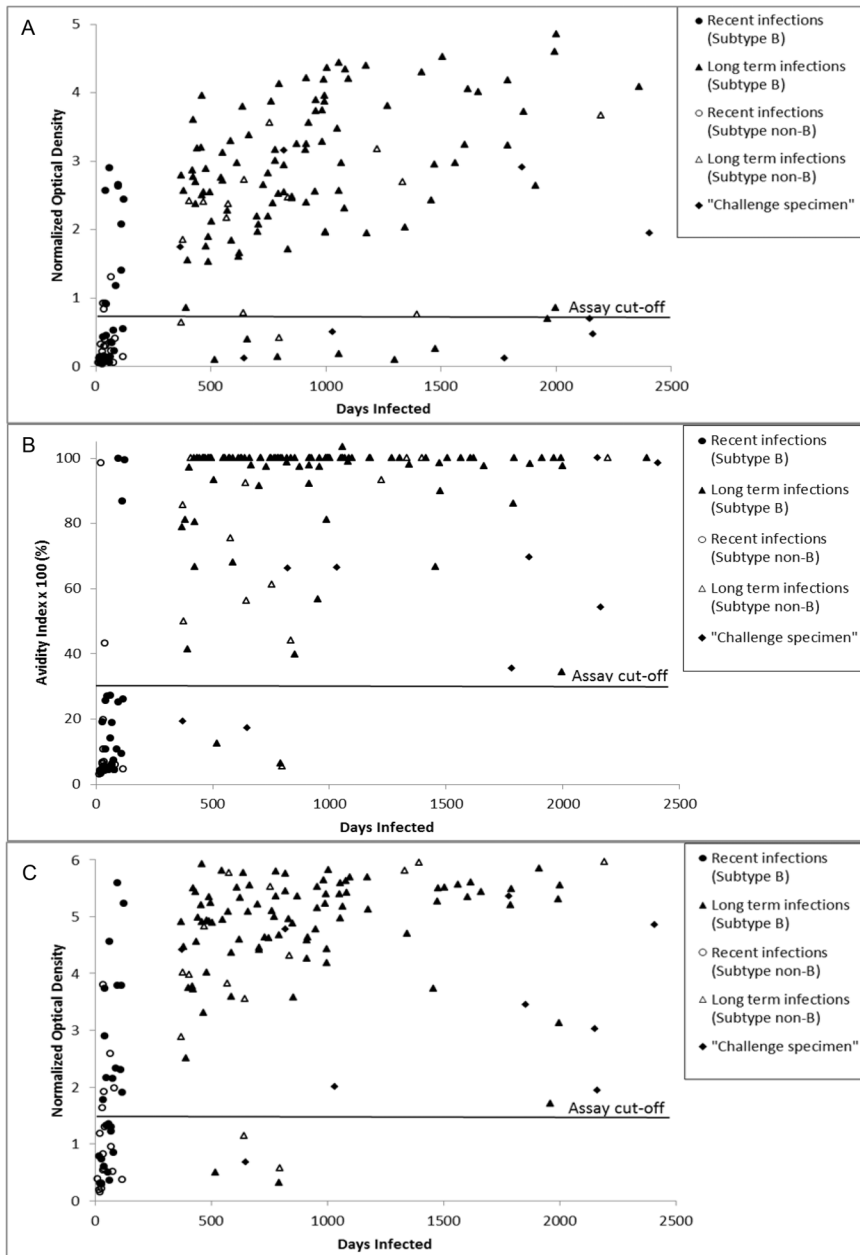 A
5
4
3
2
1
0
Normalized Optical Density
Assay cut-off
0
500
1000
1500
2000
2500
Days Infected
Recent infections
(Subtype B)
Long term infections
(Subtype B)
Recent infections
(Subtype non-B)
Long term infections
(Subtype non-B)
"Challenge specimen"
B
100
80
60
40
20
0
Avidity Index x 100 (%)
Assay cut-off
0
500
1000
1500
2000
2500
Days Infected
Recent infections
(Subtype B)
Long term infections
(Subtype B)
Recent infections
(Subtype non-B)
Long term infections
(Subtype non-B)
"Challenge specimen"
C
6
5
4
3
2
1
0
Normalized Optical Density
Assay cut-off
0
500
1000
1500
2000
2500
Days Infected
Recent infections
(Subtype B)
Long term infections
(Subtype B)
Recent infections
(Subtype non-B)
Long term infections
(Subtype non-B)
"Challenge specimen"